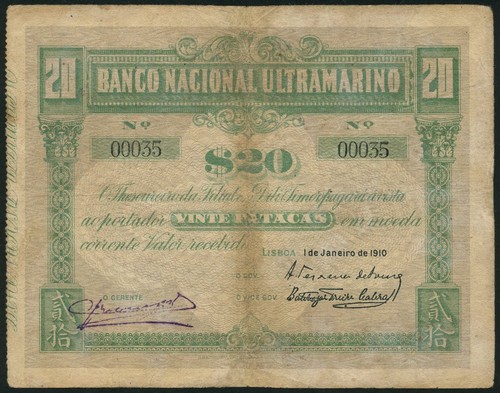 20 BANCO NACIONAL ULTRAMARINO 20
Nº Nº
00035 $20 00035
O Thesoureiro da Filial de Dili Timor pagará á vista
ao portador VINTE PATACAS em moeda
corrente Valor recebido
LISBOA 1 de Janeiro de 1910
O GERENTE O GOV.
O VICE GOV.
貳拾 貳拾